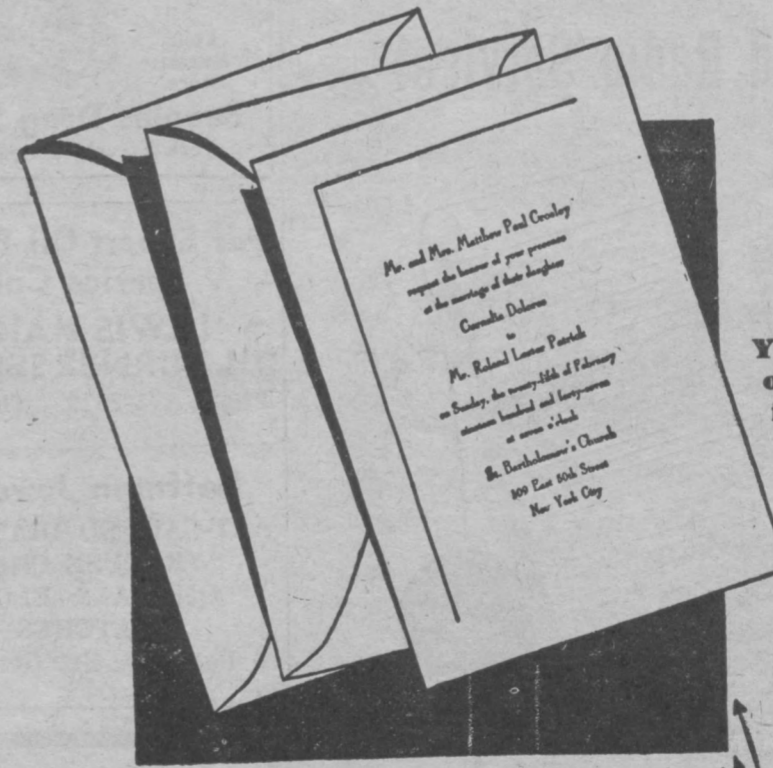 Mr. and Mrs. Matthew Paul Crosley
request the honour of your presence
at the marriage of their daughter
Cornelia Dolores
to
Mr. Roland Lester Patrick
on Sunday, the twenty-fifth of February
nineteen hundred and forty-seven
at seven o'clock
St. Bartholomew's Church
109 East 50th Street
New York City
Y